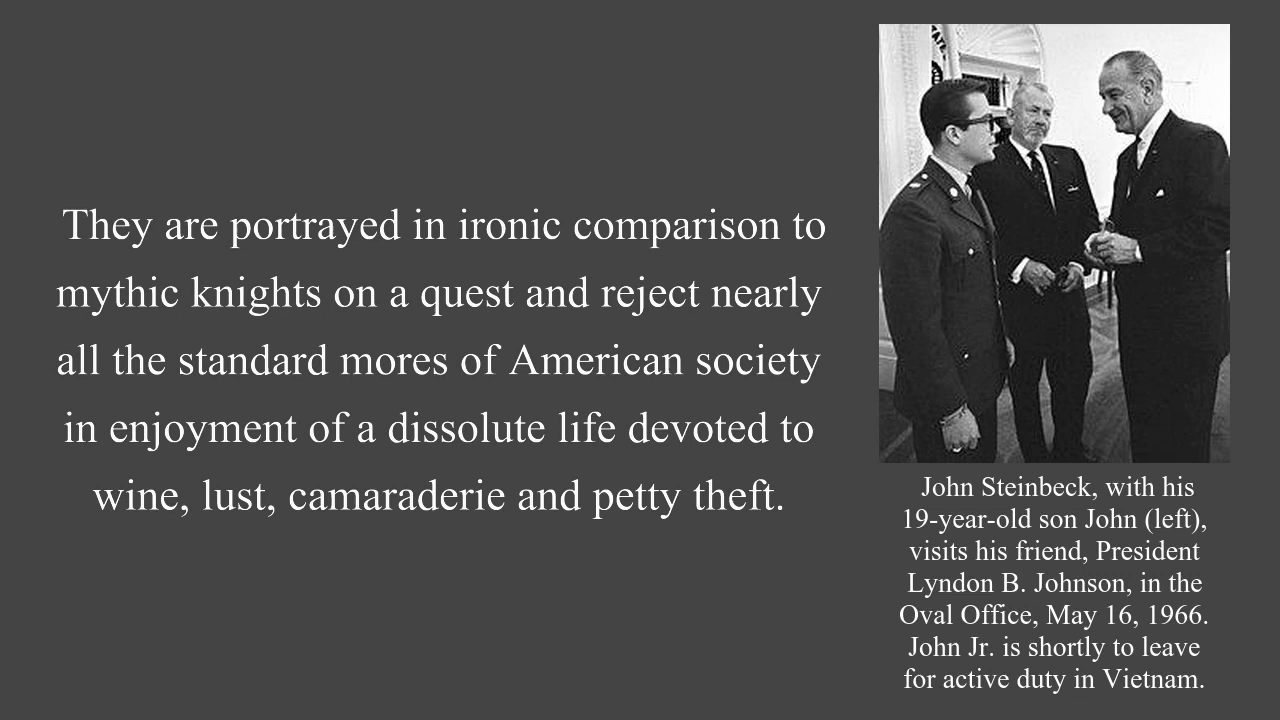 They are portrayed in ironic comparison to
mythic knights on a quest and reject nearly
all the standard mores of American society
in enjoyment of a dissolute life devoted to
wine, lust, camaraderie and petty theft.
John Steinbeck, with his
19-year-old son John (left),
visits his friend, President
Lyndon B. Johnson, in the
Oval Office, May 16, 1966.
John Jr. is shortly to leave
for active duty in Vietnam.